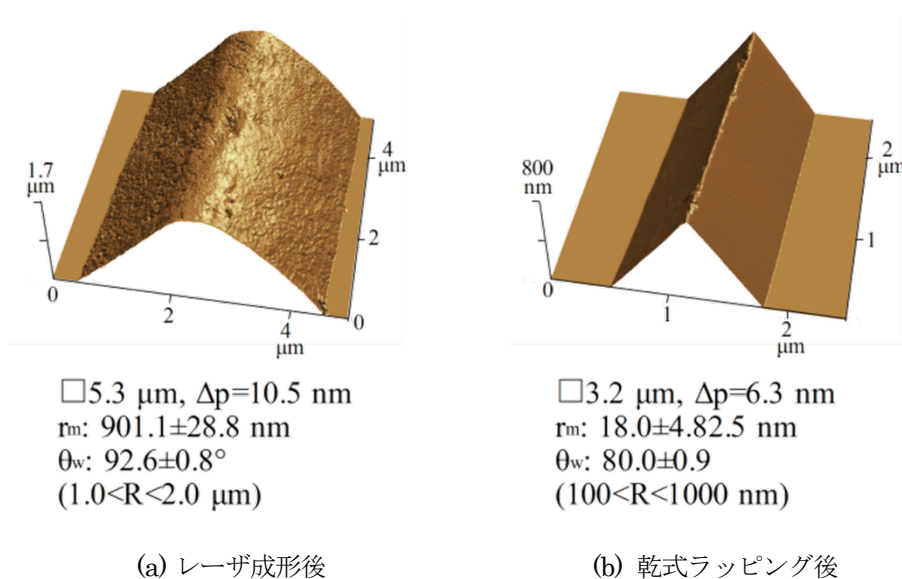 1.7
μm
0
2
4
μm
0
2
4
μm
□5.3 μm, Δp=10.5 nm
rm: 901.1±28.8 nm
θw: 92.6±0.8°
(1.0<R<2.0 μm)
(a) レーザ成形後
800
nm
0
1
2
μm
1
2
μm
□3.2 μm, Δp=6.3 nm
rm: 18.0±4.82.5 nm
θw: 80.0±0.9
(100<R<1000 nm)
(b) 乾式ラッピング後